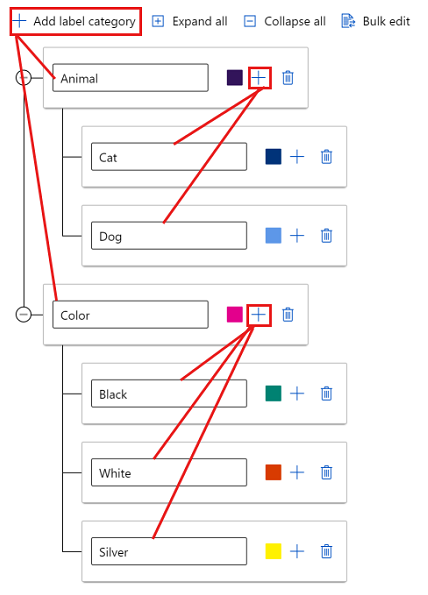 Add label category Expand all Collapse all Bulk edit
Animal
Cat
Dog
Color
Black
White
Silver